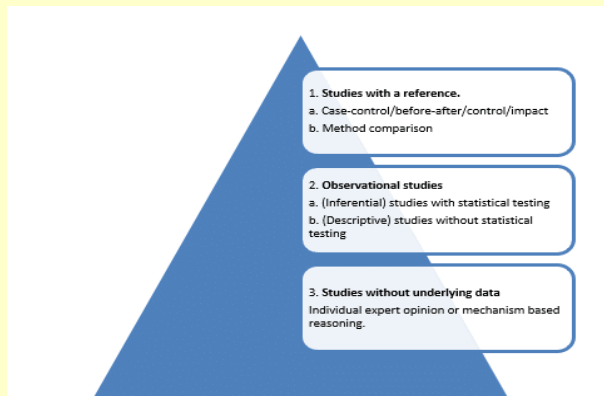 1. Studies with a reference.
a. Case-control/before-after/control/impact
b. Method comparison
2. Observational studies
a. (Inferential) studies with statistical testing
b. (Descriptive) studies without statistical
testing
3. Studies without underlying data
Individual expert opinion or mechanism based
reasoning.